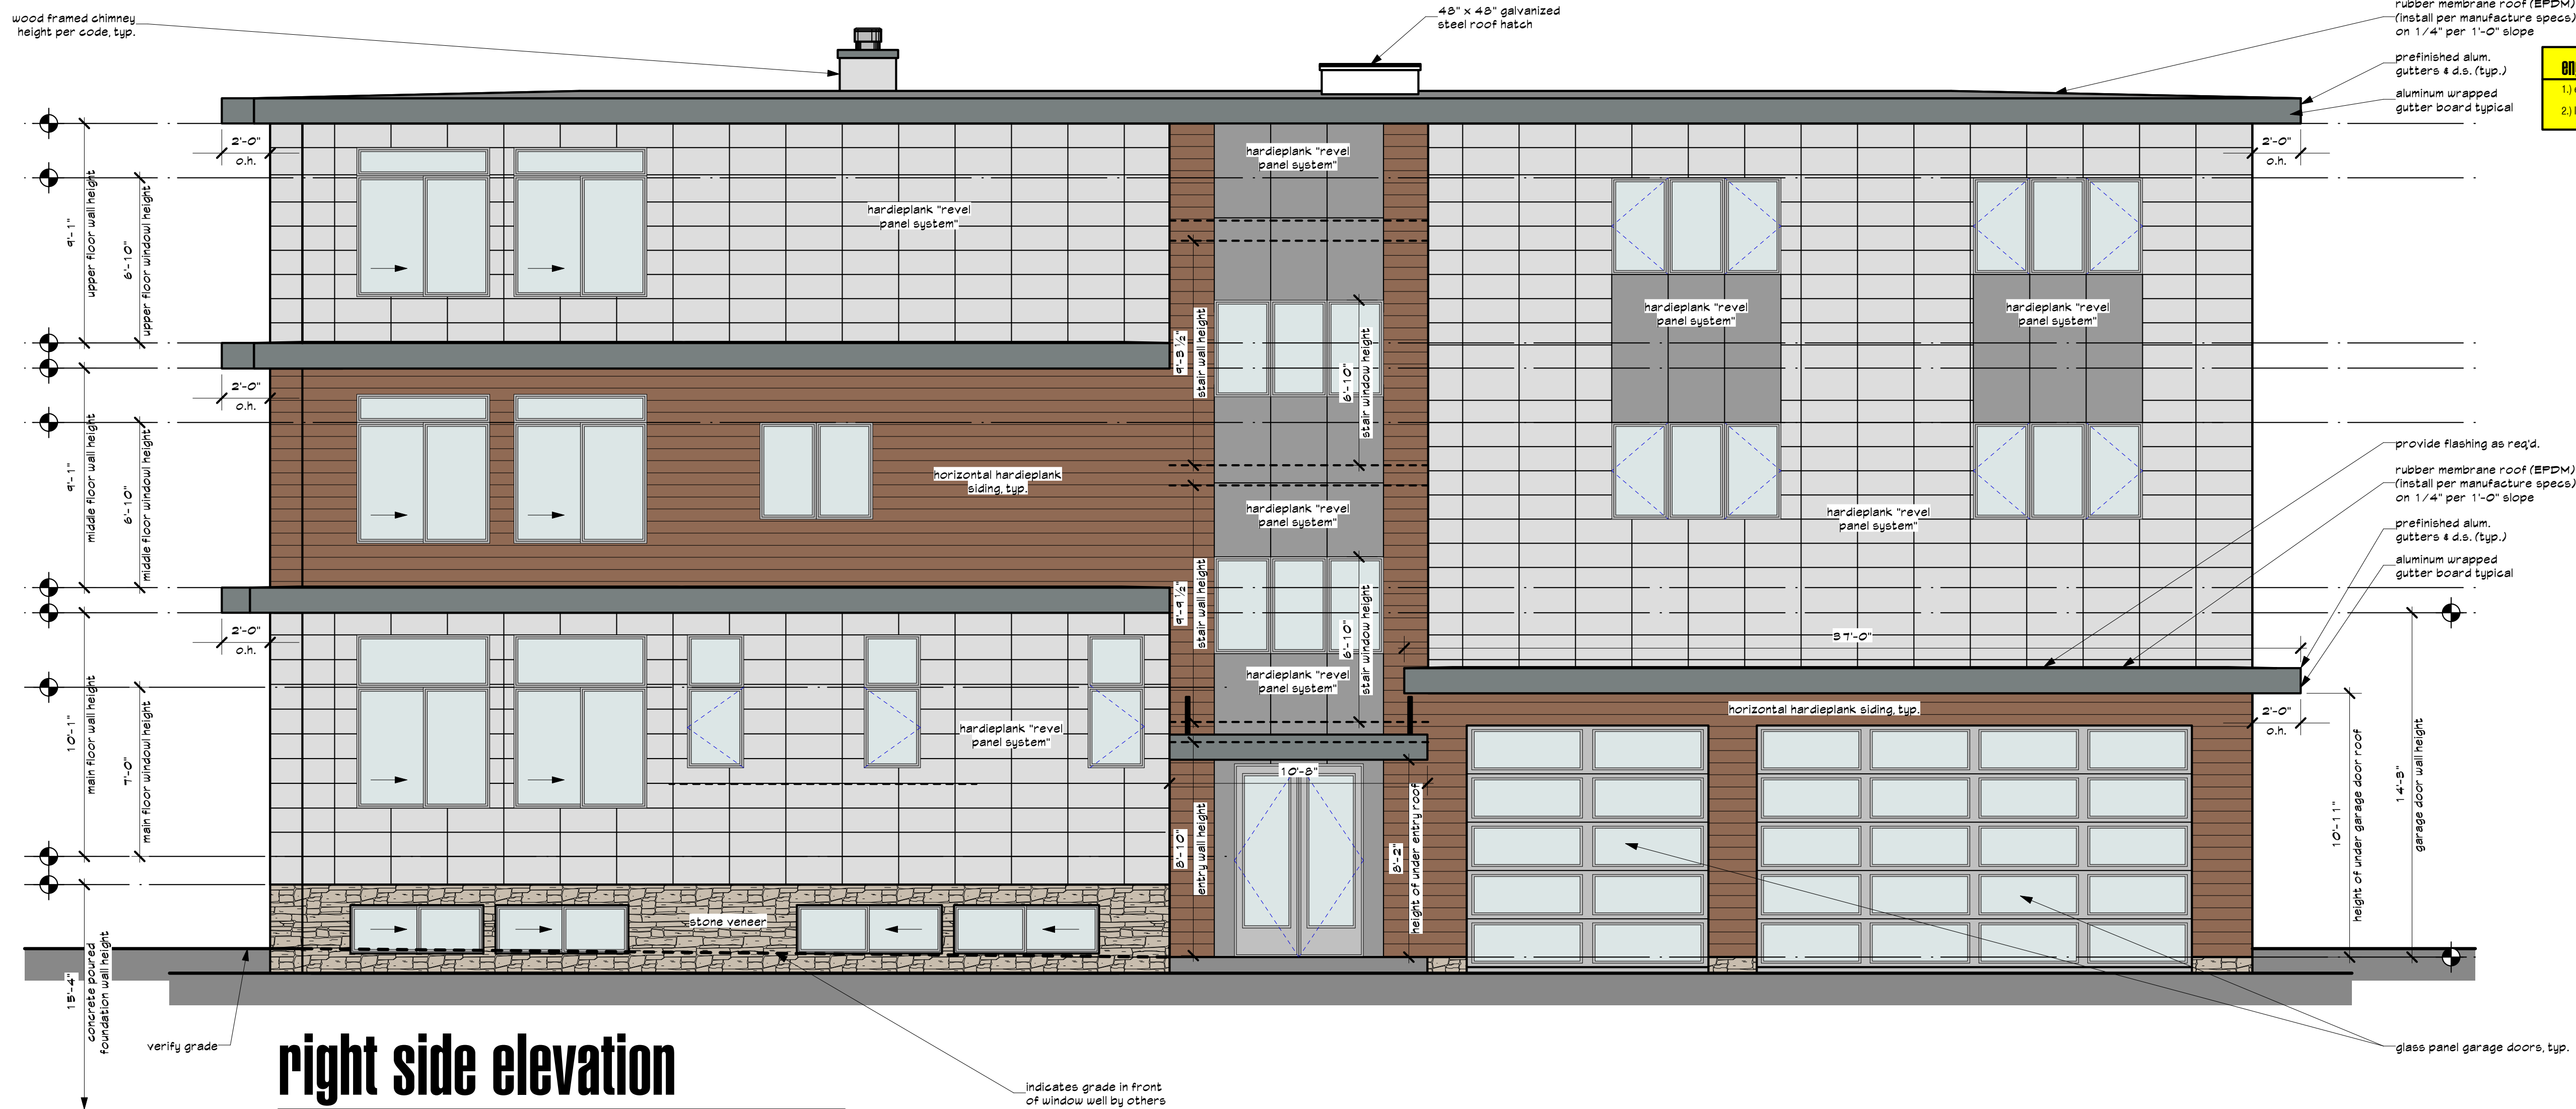 wood framed chimney
height per code, typ.
48" x 48" galvanized
steel roof hatch
rubber membrane roof (EPDM)
(install per manufacture specs)
on 1/4" per 1'-0" slope
prefinished alum.
gutters & d.s. (typ.)
aluminum wrapped
gutter board typical
1.)
2.)
2'-0"
o.h.
hardieplank "revel
panel system"
2'-0"
o.h.
9'-1"
upper floor wall height
6'-10"
upper floor windowl height
hardieplank "revel
panel system"
hardieplank "revel
panel system"
hardieplank "revel
panel system"
9'-3 1/2"
stair wall height
6'-10"
stair window height
2'-0"
o.h.
9'-1"
middle floor wall height
6'-10"
middle floor windowl height
horizontal hardieplank
siding, typ.
hardieplank "revel
panel system"
hardieplank "revel
panel system"
provide flashing as req'd.
rubber membrane roof (EPDM)
(install per manufacture specs)
on 1/4" per 1'-0" slope
prefinished alum.
gutters & d.s. (typ.)
aluminum wrapped
gutter board typical
9'-9 1/2"
stair wall height
6'-10"
stair window height
2'-0"
o.h.
37'-0"
hardieplank "revel
panel system"
10'-1"
main floor wall height
7'-0"
main floor windowl height
hardieplank "revel
panel system"
horizontal hardieplank siding, typ.
2'-0"
o.h.
10'-8"
8'-10"
entry wall height
8'-2"
height of under entry roof
10'-11"
height of under garage door roof
14'-3"
garage door wall height
stone veneer
13'-4"
concrete poured
foundation wall height
verify grade
glass panel garage doors, typ.
right side elevation
indicates grade in front
of window well by others